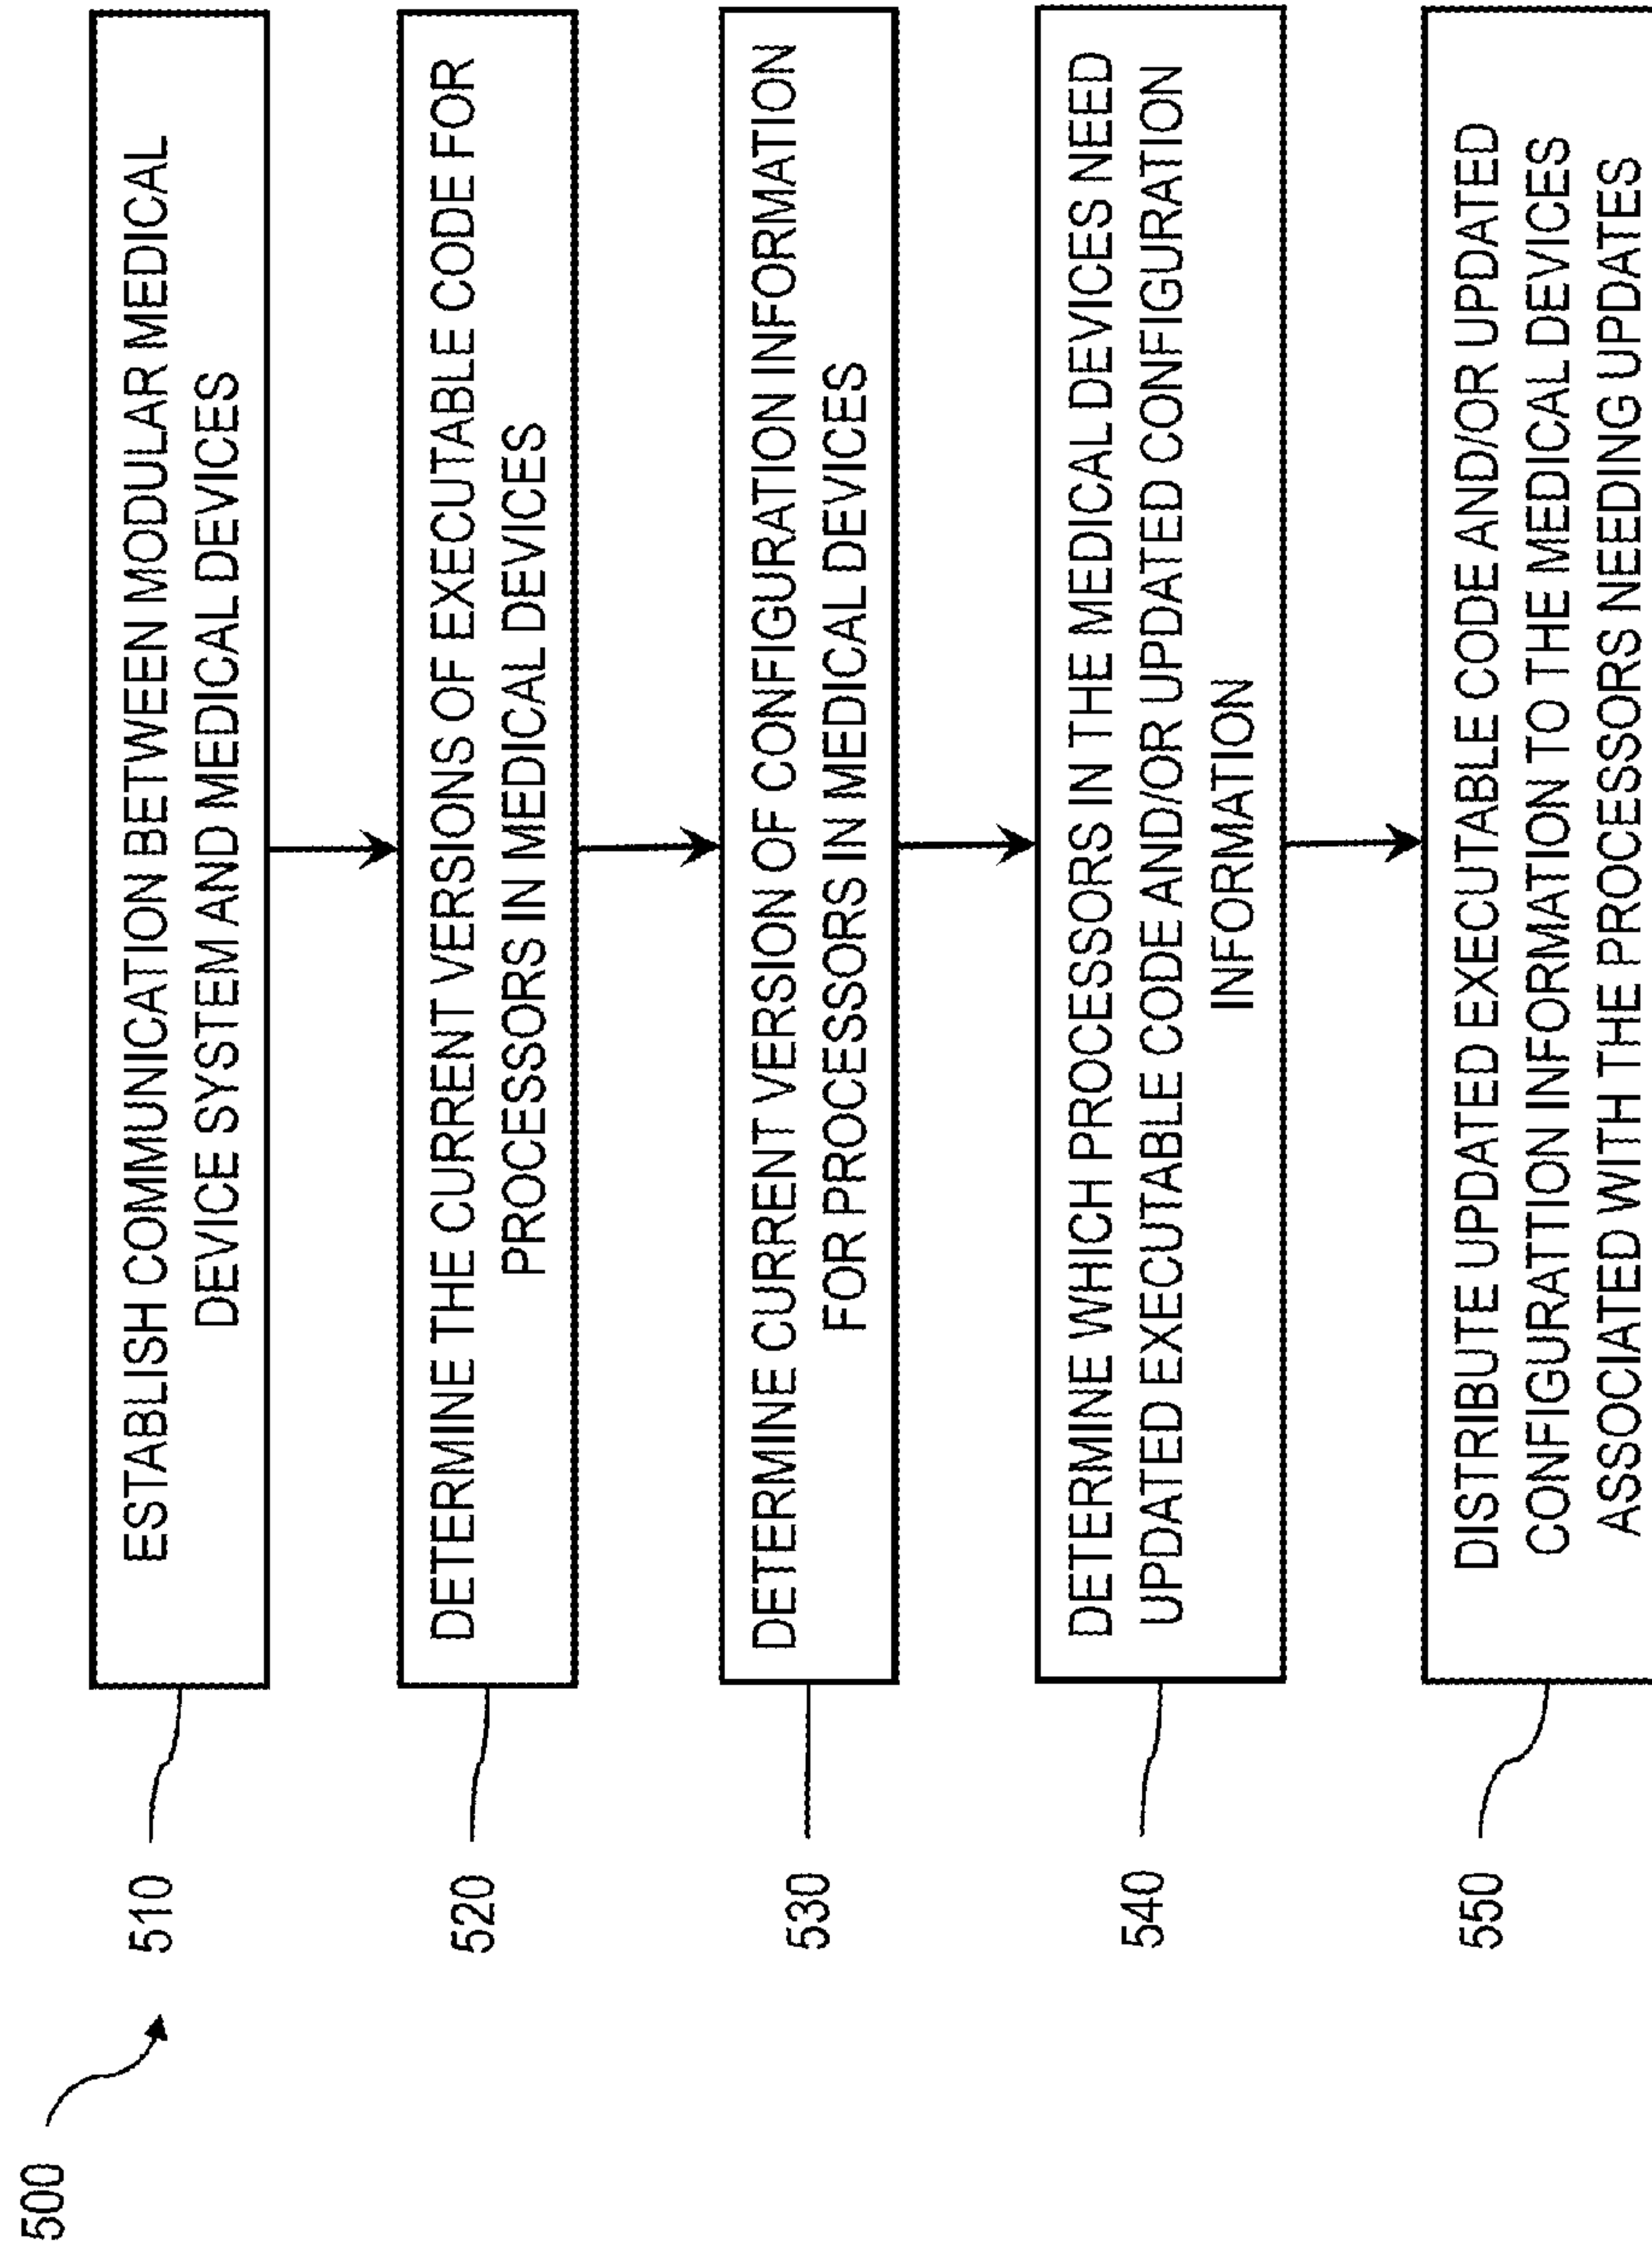 500
510
ESTABLISH COMMUNICATION BETWEEN MODULAR MEDICAL
DEVICE SYSTEM AND MEDICAL DEVICES
520
DETERMINE THE CURRENT VERSIONS OF EXECUTABLE CODE FOR
PROCESSORS IN MEDICAL DEVICES
530
DETERMINE CURRENT VERSION OF CONFIGURATION INFORMATION
FOR PROCESSORS IN MEDICAL DEVICES
540
DETERMINE WHICH PROCESSORS IN THE MEDICAL DEVICES NEED
UPDATED EXECUTABLE CODE AND/OR UPDATED CONFIGURATION
INFORMATION
550
DISTRIBUTE UPDATED EXECUTABLE CODE AND/OR UPDATED
CONFIGURATION INFORMATION TO THE MEDICAL DEVICES
ASSOCIATED WITH THE PROCESSORS NEEDING UPDATES